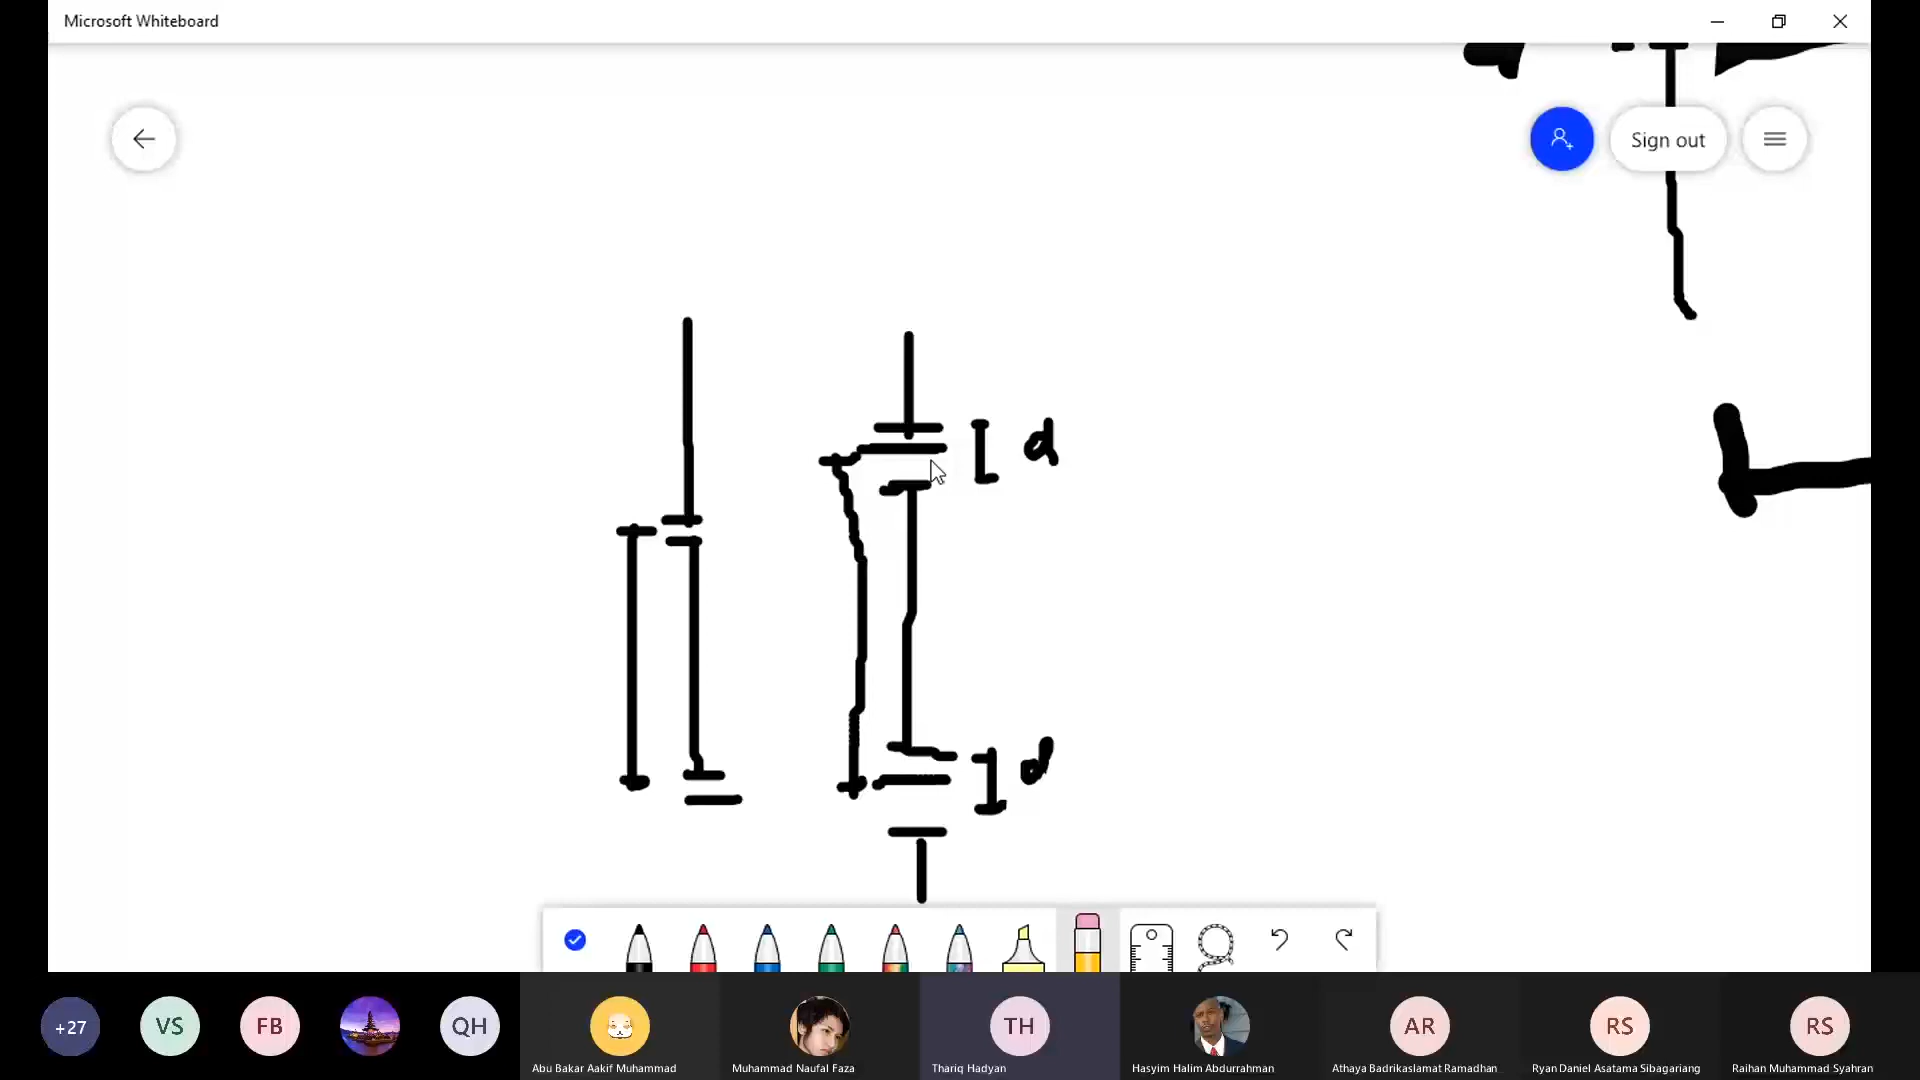 Microsoft Whiteboard
Sign out
d
d
+27
VS
FB
QH
TH
AR
RS
RS
Abu Bakar Aakif Muhammad
Muhammad Naufal Faza
Thariq Hadyan
Hasyim Halim Abdurrahman
Athaya Badrikaslamat Ramadhan
Ryan Daniel Asatama Sibagariang
Raihan Muhammad Syahran